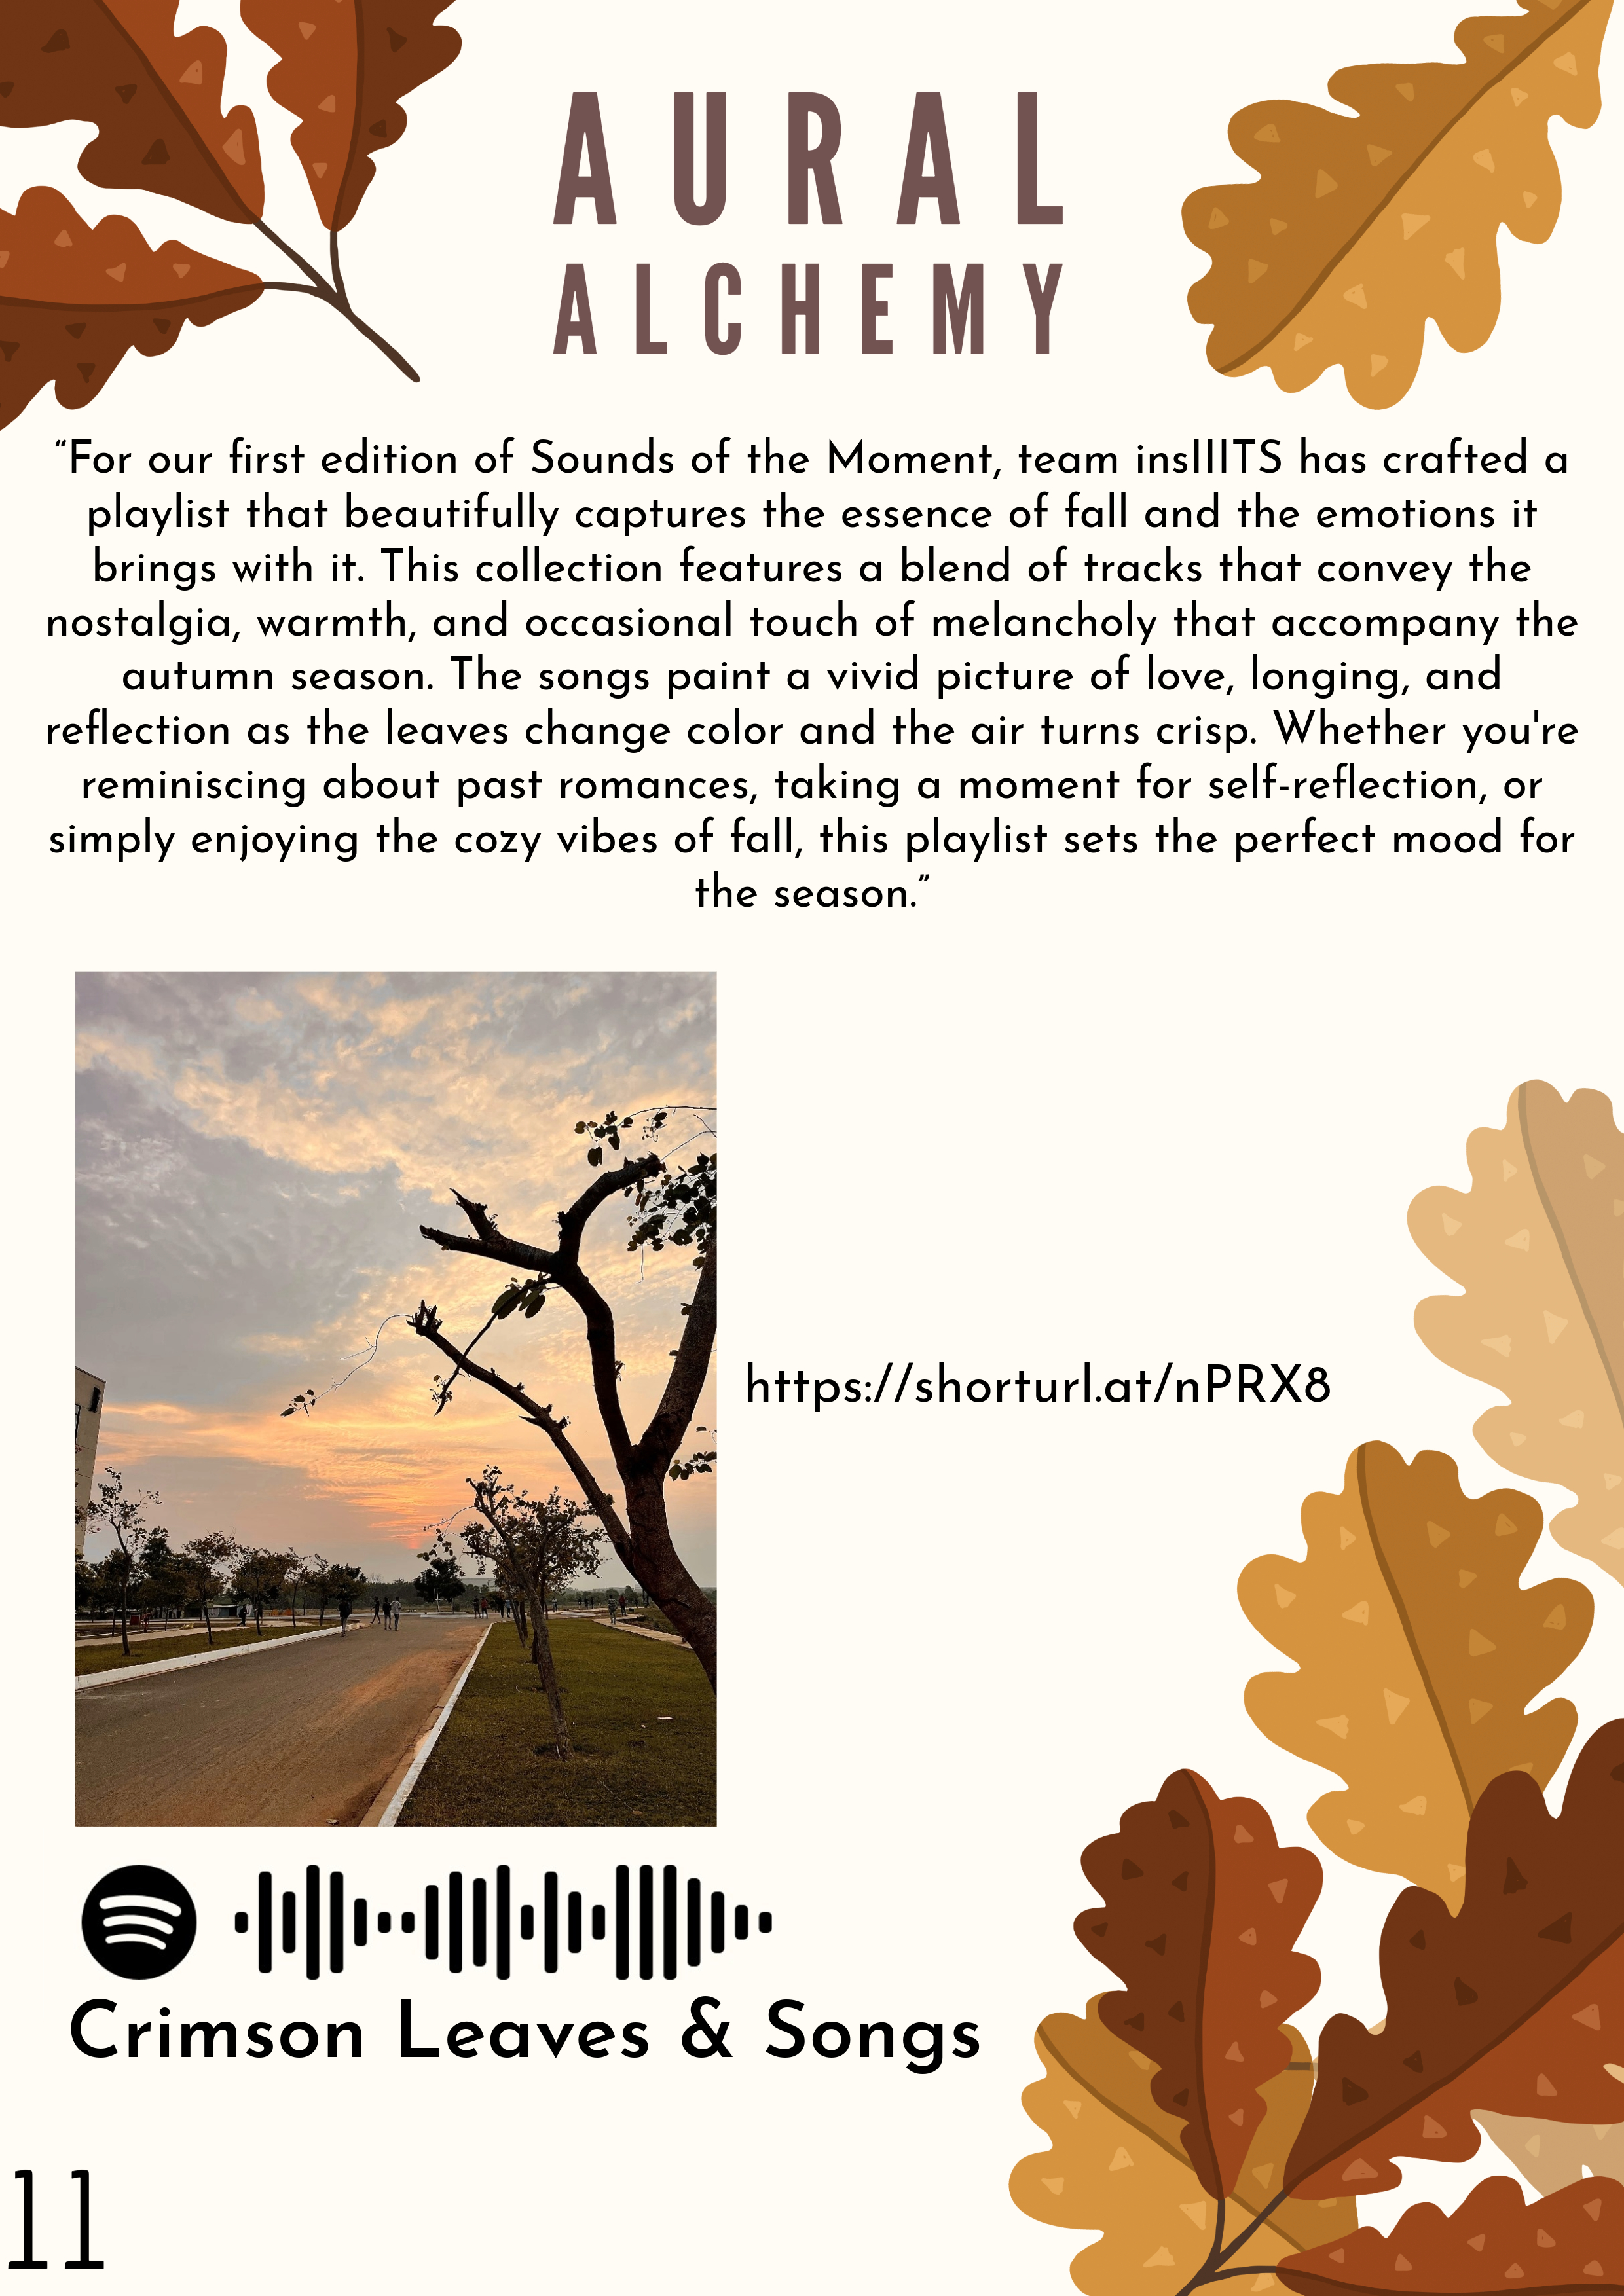 AURAL
ALCHEMY
“For our first edition of Sounds of the Moment, team insIIITS has crafted a
playlist that beautifully captures the essence of fall and the emotions it
brings with it. This collection features a blend of tracks that convey the
nostalgia, warmth, and occasional touch of melancholy that accompany the
autumn season. The songs paint a vivid picture of love, longing, and
reflection as the leaves change color and the air turns crisp. Whether you're
reminiscing about past romances, taking a moment for self-reflection, or
simply enjoying the cozy vibes of fall, this playlist sets the perfect mood for
the season.”
https://shorturl.at/nPRX8
Crimson Leaves & Songs
11